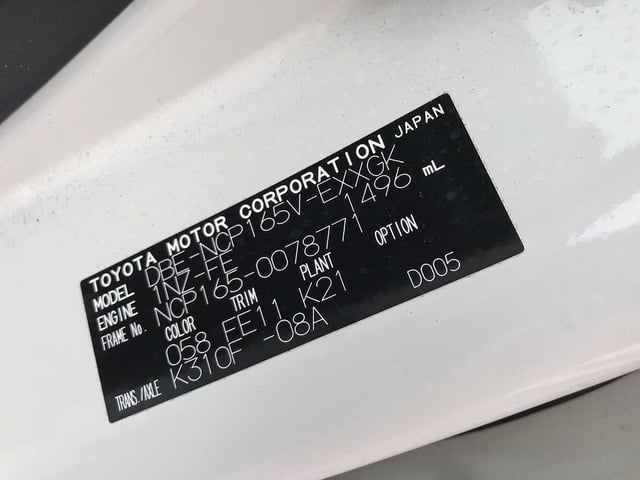 TOYOTA MOTOR CORPORATION JAPAN
MODEL DBE-NCP165V-EXXGK
ENGINE 1NZ-FE 1496 mL
FRAME No. NCP165-0078771
COLOR TRIM PLANT OPTION
058 FE11 K21 D005
TRANS./AXLE K310F -08A